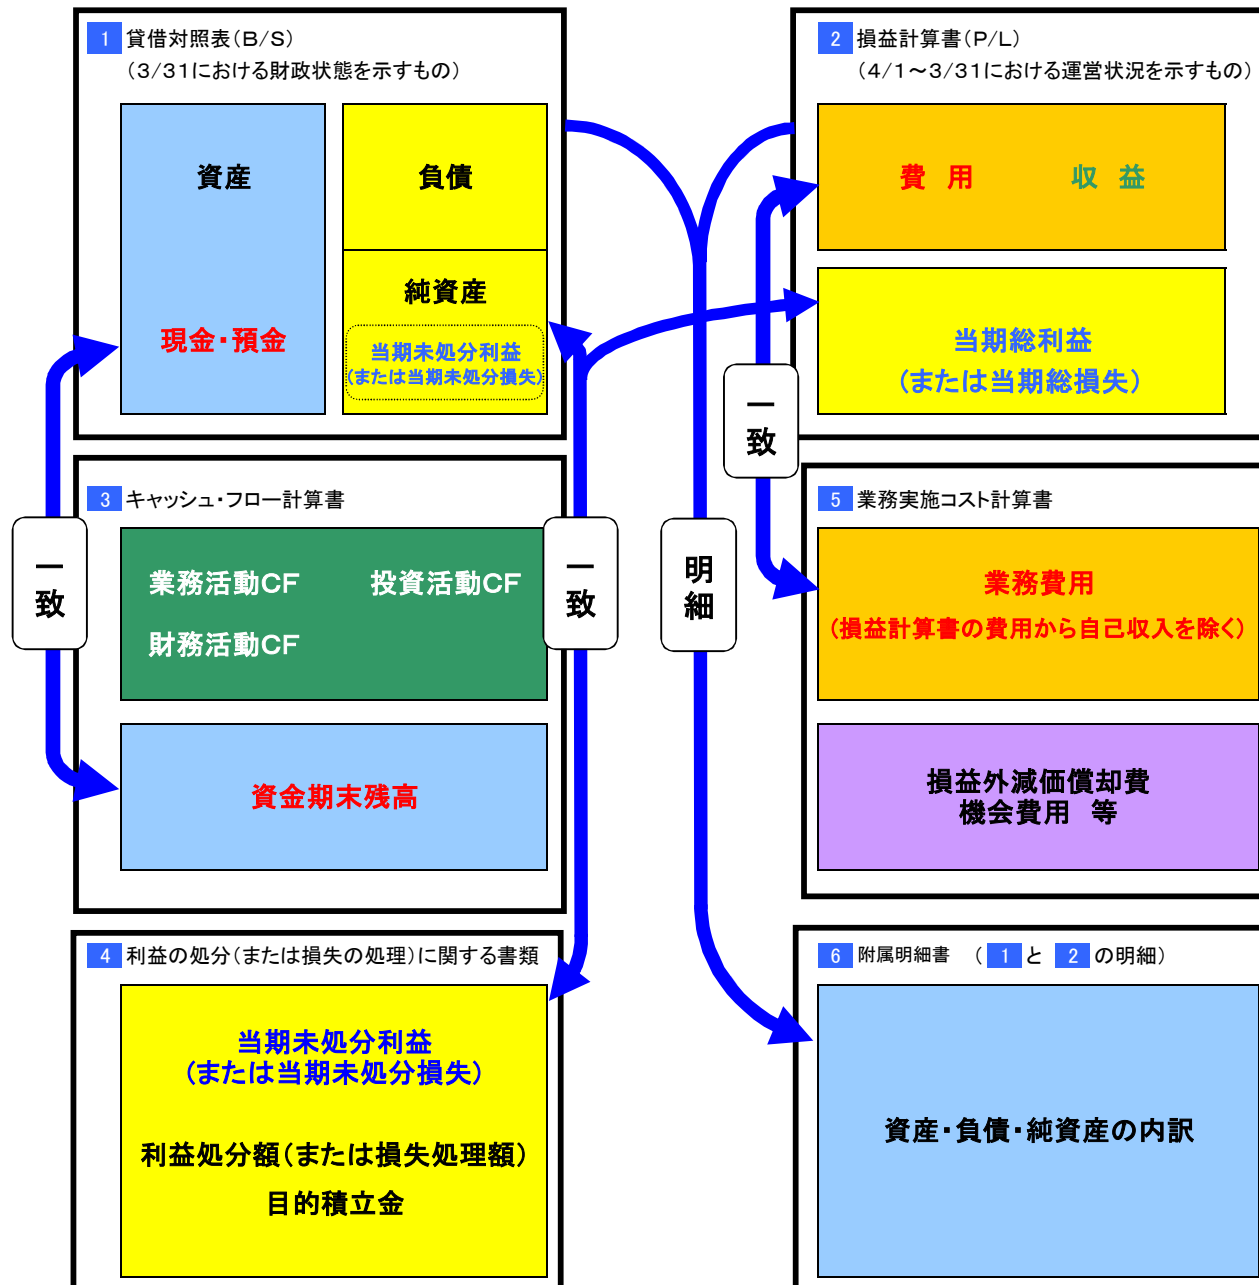 1 貸借対照表(B/S)
(3/31における財政状態を示すもの)
資産
負債
純資産
現金・預金
当期未処分利益
(または当期未処分損失)
2 損益計算書(P/L)
(4/1～3/31における運営状況を示すもの)
費 用 収 益
当期総利益
(または当期総損失)
一致
3 キャッシュ・フロー計算書
業務活動CF 投資活動CF
財務活動CF
資金期末残高
一致
一致
明細
5 業務実施コスト計算書
業務費用
(損益計算書の費用から自己収入を除く)
損益外減価償却費
機会費用 等
4 利益の処分(または損失の処理)に関する書類
当期未処分利益
(または当期未処分損失)
利益処分額(または損失処理額)
目的積立金
6 附属明細書 ( 1 と 2 の明細)
資産・負債・純資産の内訳